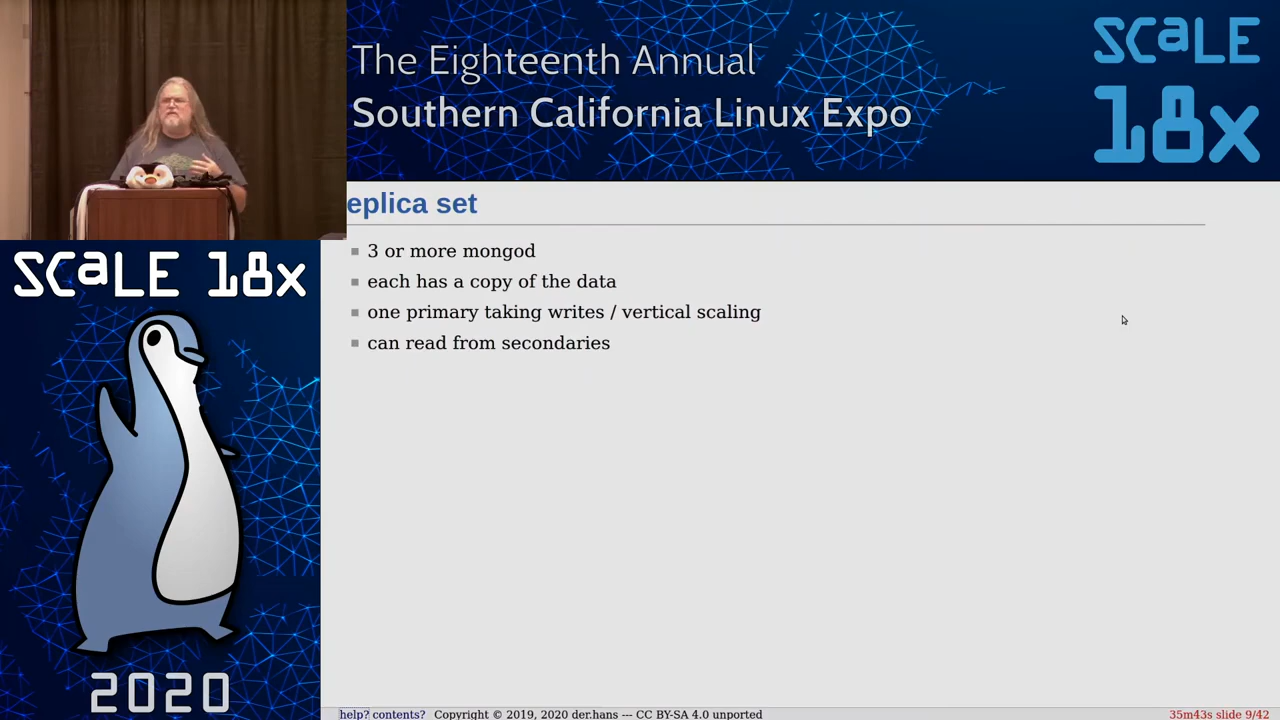 The Eighteenth Annual
Southern California Linux Expo
SCaLE
18x
eplica set
3 or more mongod
each has a copy of the data
one primary taking writes / vertical scaling
can read from secondaries
SCaLE 18x
2020
help? contents? Copyright © 2019, 2020 der.hans --- CC BY-SA 4.0 unported
35m43s slide 9/42